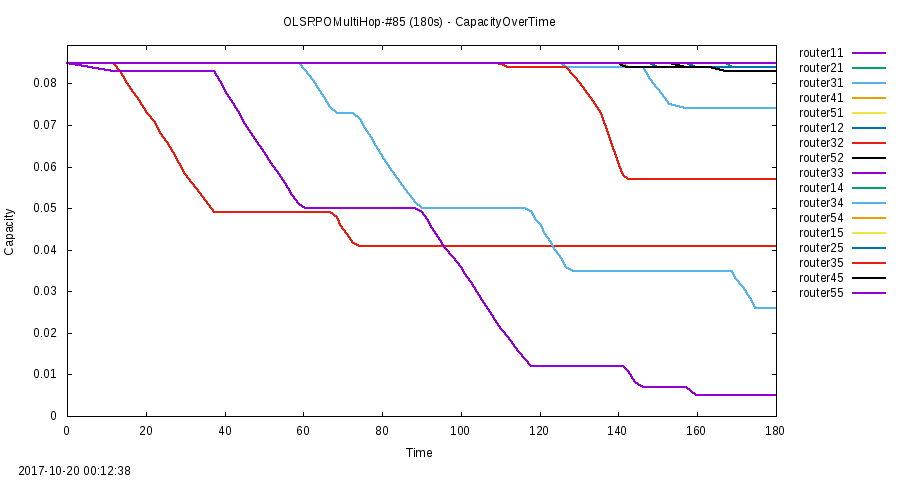 OLSRPOMultiHop-#85 (180s) - CapacityOverTime
router11
router21
router31
router41
router51
router12
router32
router52
router33
router14
router34
router54
router15
router25
router35
router45
router55
0.08
0.07
0.06
0.05
0.04
0.03
0.02
0.01
0
Capacity
0 20 40 60 80 100 120 140 160 180
Time
2017-10-20 00:12:38